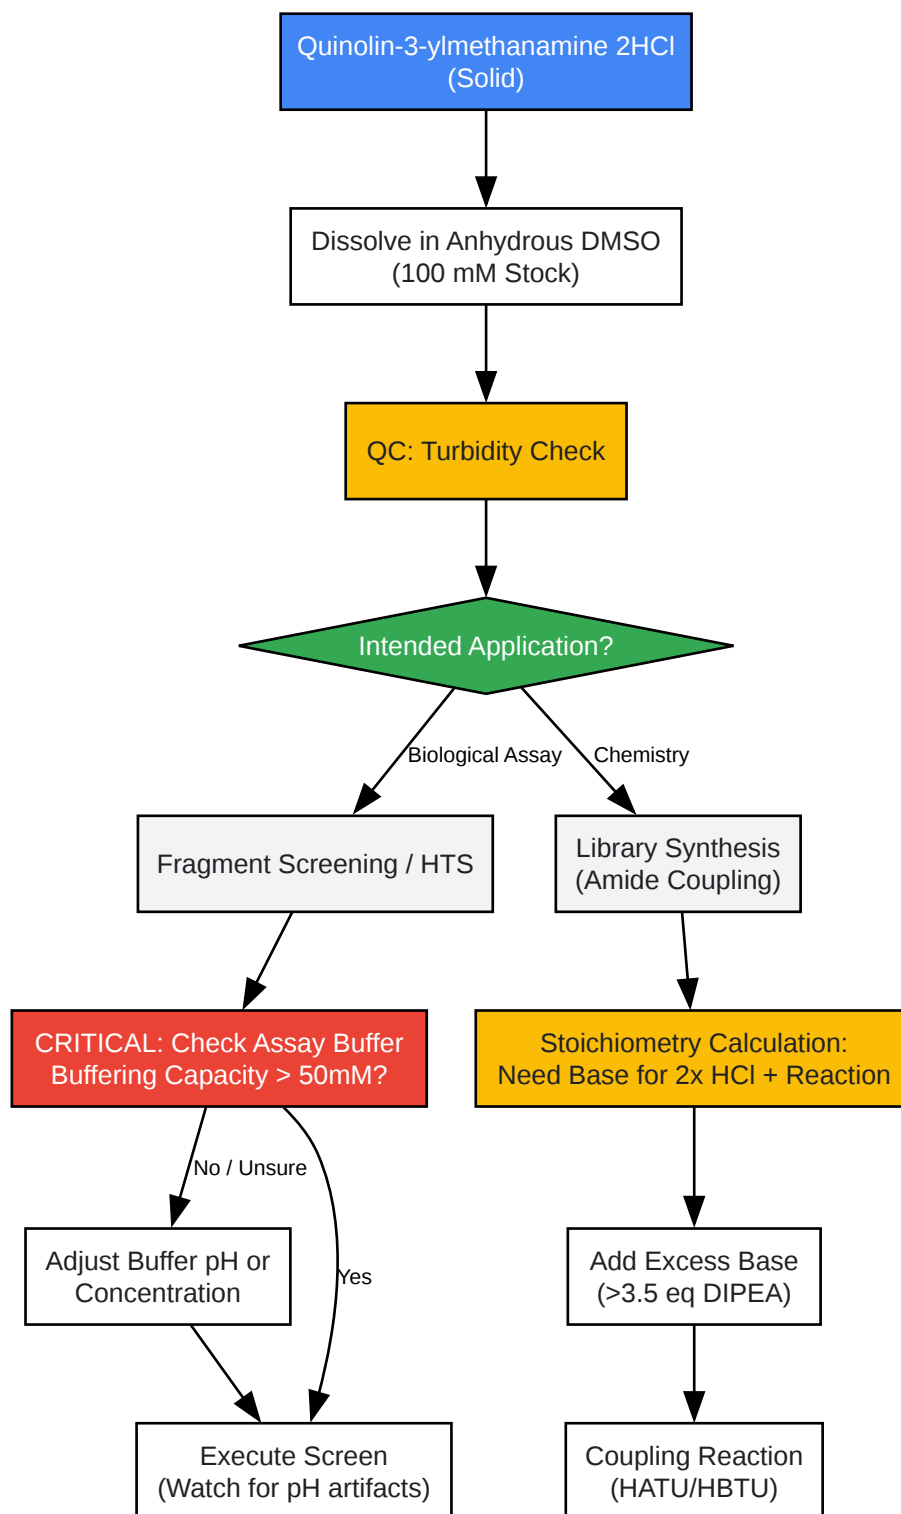 Quinolin-3-ylmethanamine 2HCl
(Solid)
Dissolve in Anhydrous DMSO
(100 mM Stock)
QC: Turbidity Check
Intended Application?
Biological Assay
Chemistry
Fragment Screening / HTS
Library Synthesis
(Amide Coupling)
CRITICAL: Check Assay Buffer
Buffering Capacity > 50mM?
Stoichiometry Calculation:
Need Base for 2x HCl + Reaction
No / Unsure
Yes
Adjust Buffer pH or
Concentration
Add Excess Base
(>3.5 eq DIPEA)
Execute Screen
(Watch for pH artifacts)
Coupling Reaction
(HATU/HBTU)